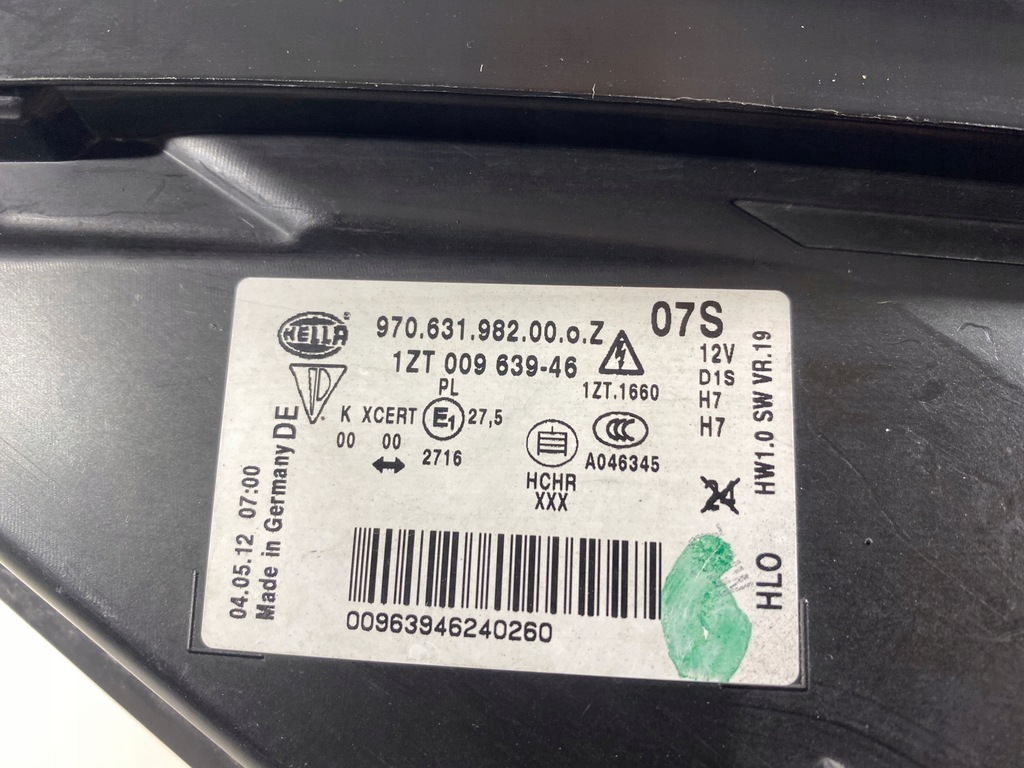 HELLA ®
970.631.982.00.o.Z
07S
1ZT 009 639-46
1ZT.1660
12V
D1S
H7
H7
PL
K XCERT E1 27,5
00 00
2716
CCC
A046345
HCHR
XXX
24
HW1.0 SW VR.19
HLO
04.05.12 07:00
Made in Germany DE
00963946240260